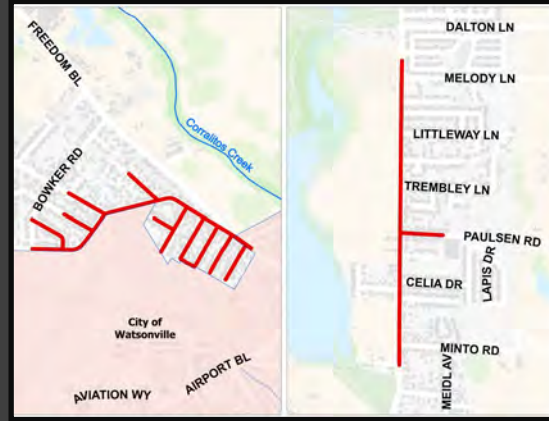 FREEDOM BL
Corralitos Creek
BOWKER RD
City of
Watsonville
AIRPORT BL
AVIATION WY
DALTON LN
MELODY LN
LITTLEWAY LN
TREMBLEY LN
PAULSEN RD
LAPIS DR
CELIA DR
MINTO RD
MEIDL AV